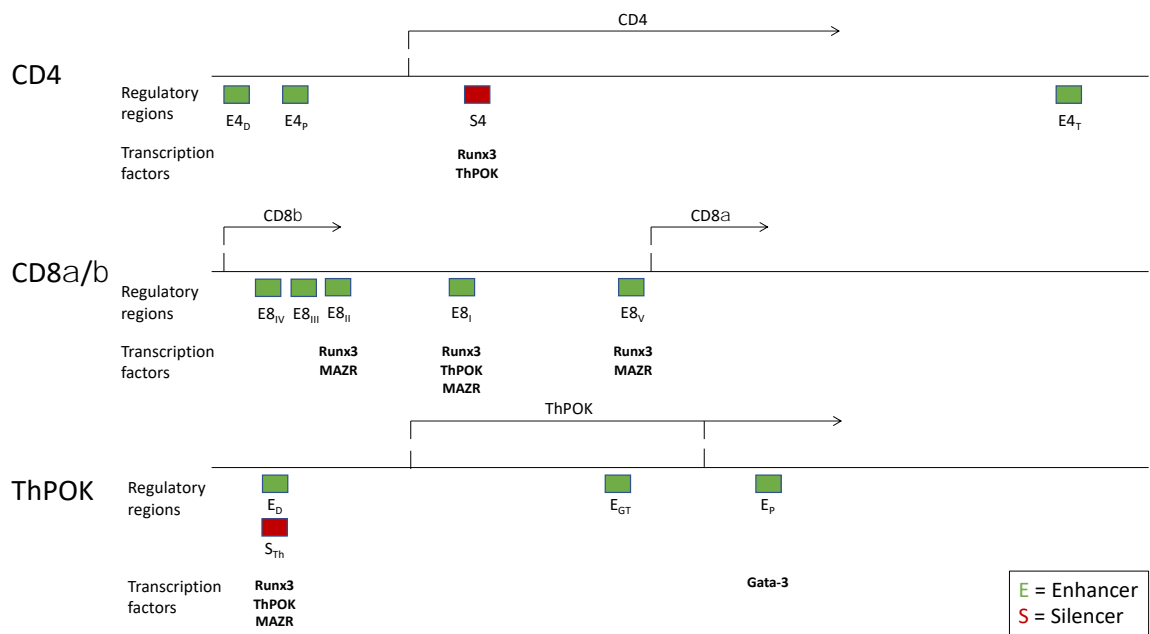 CD4
CD4
Regulatory
regions
E4D
E4P
S4
E4T
Transcription
factors
Runx3
ThPOK
CD8b
CD8a
CD8a/b
Regulatory
regions
E8IV
E8III
E8II
E8I
E8V
Transcription
factors
Runx3
MAZR
Runx3
ThPOK
MAZR
Runx3
MAZR
ThPOK
ThPOK
Regulatory
regions
ED
STh
EGT
EP
Transcription
factors
Runx3
ThPOK
MAZR
Gata-3
E = Enhancer
S = Silencer